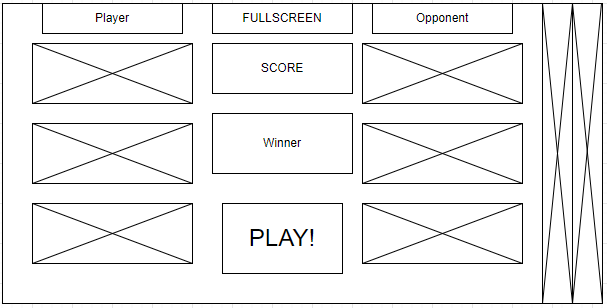 Player
FULLSCREEN
Opponent
SCORE
Winner
PLAY!